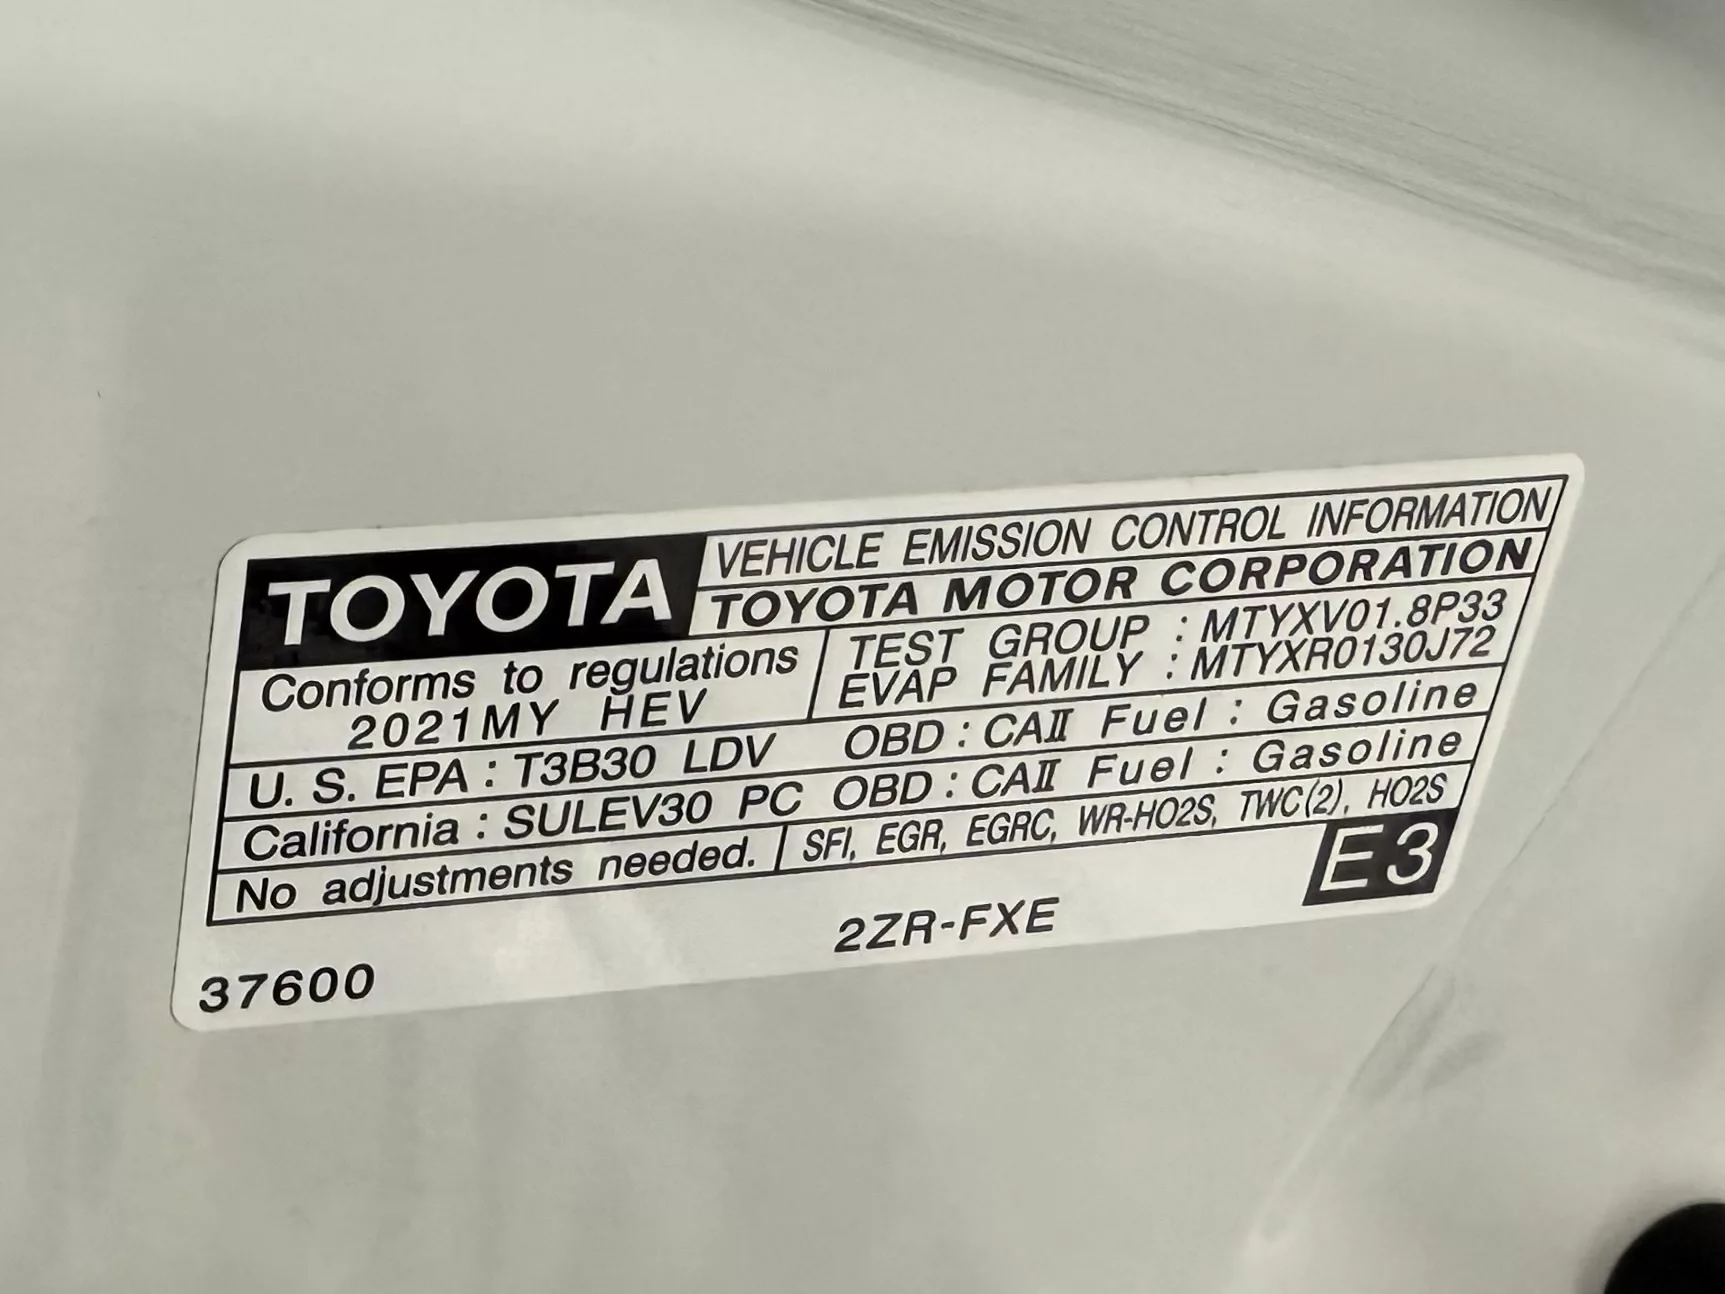 TOYOTA
VEHICLE EMISSION CONTROL INFORMATION
TOYOTA MOTOR CORPORATION
Conforms to regulations
2021MY HEV
TEST GROUP : MTYXV01.8P33
EVAP FAMILY : MTYXR0130J72
U. S. EPA : T3B30 LDV OBD : CAⅡ Fuel : Gasoline
California : SULEV30 PC OBD : CAⅡ Fuel : Gasoline
No adjustments needed. SFI, EGR, EGRC, WR-HO2S, TWC(2), HO2S
E3
2ZR-FXE
37600